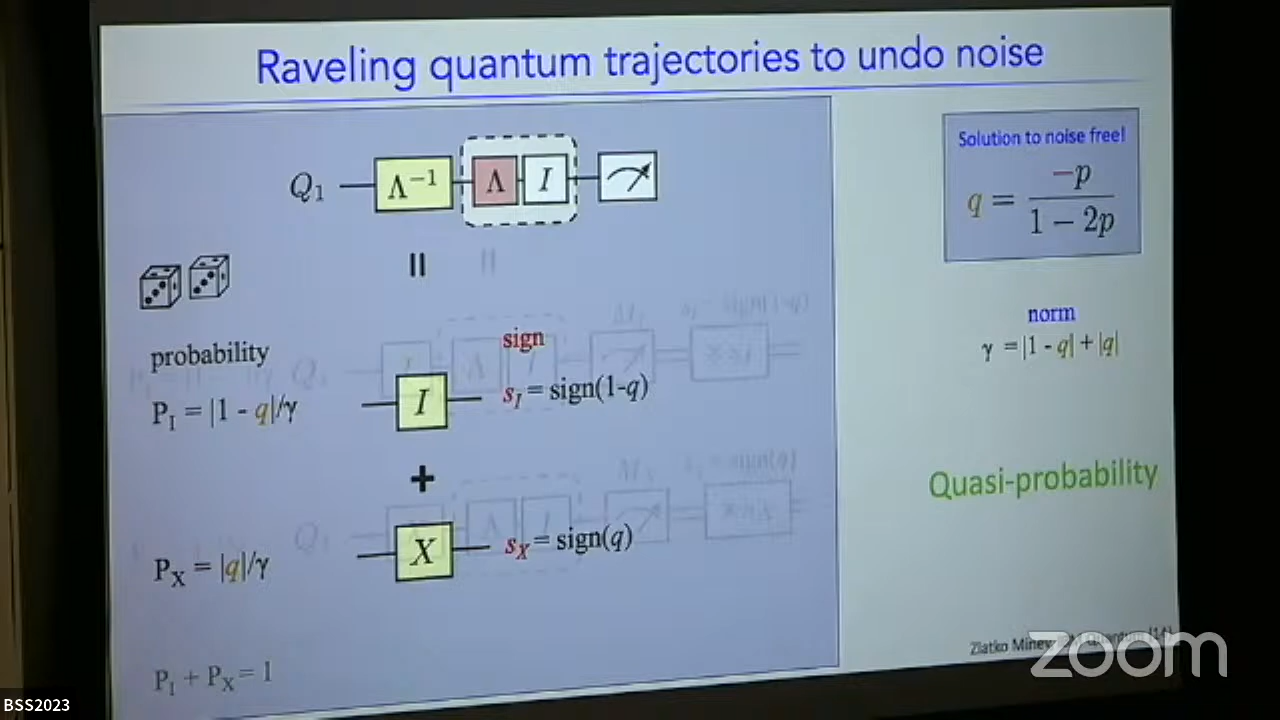 Raveling quantum trajectories to undo noise
Q₁ Λ⁻¹ Λ I
Solution to noise free!
q = -p / 1 - 2p
norm
γ = |1 - q| + |q|
probability
sign
P_I = |1 - q|/γ
I
s_I = sign(1-q)
+
Quasi-probability
P_X = |q|/γ
X
s_X = sign(q)
P_I + P_X = 1
Zlatko
zoom
BSS2023